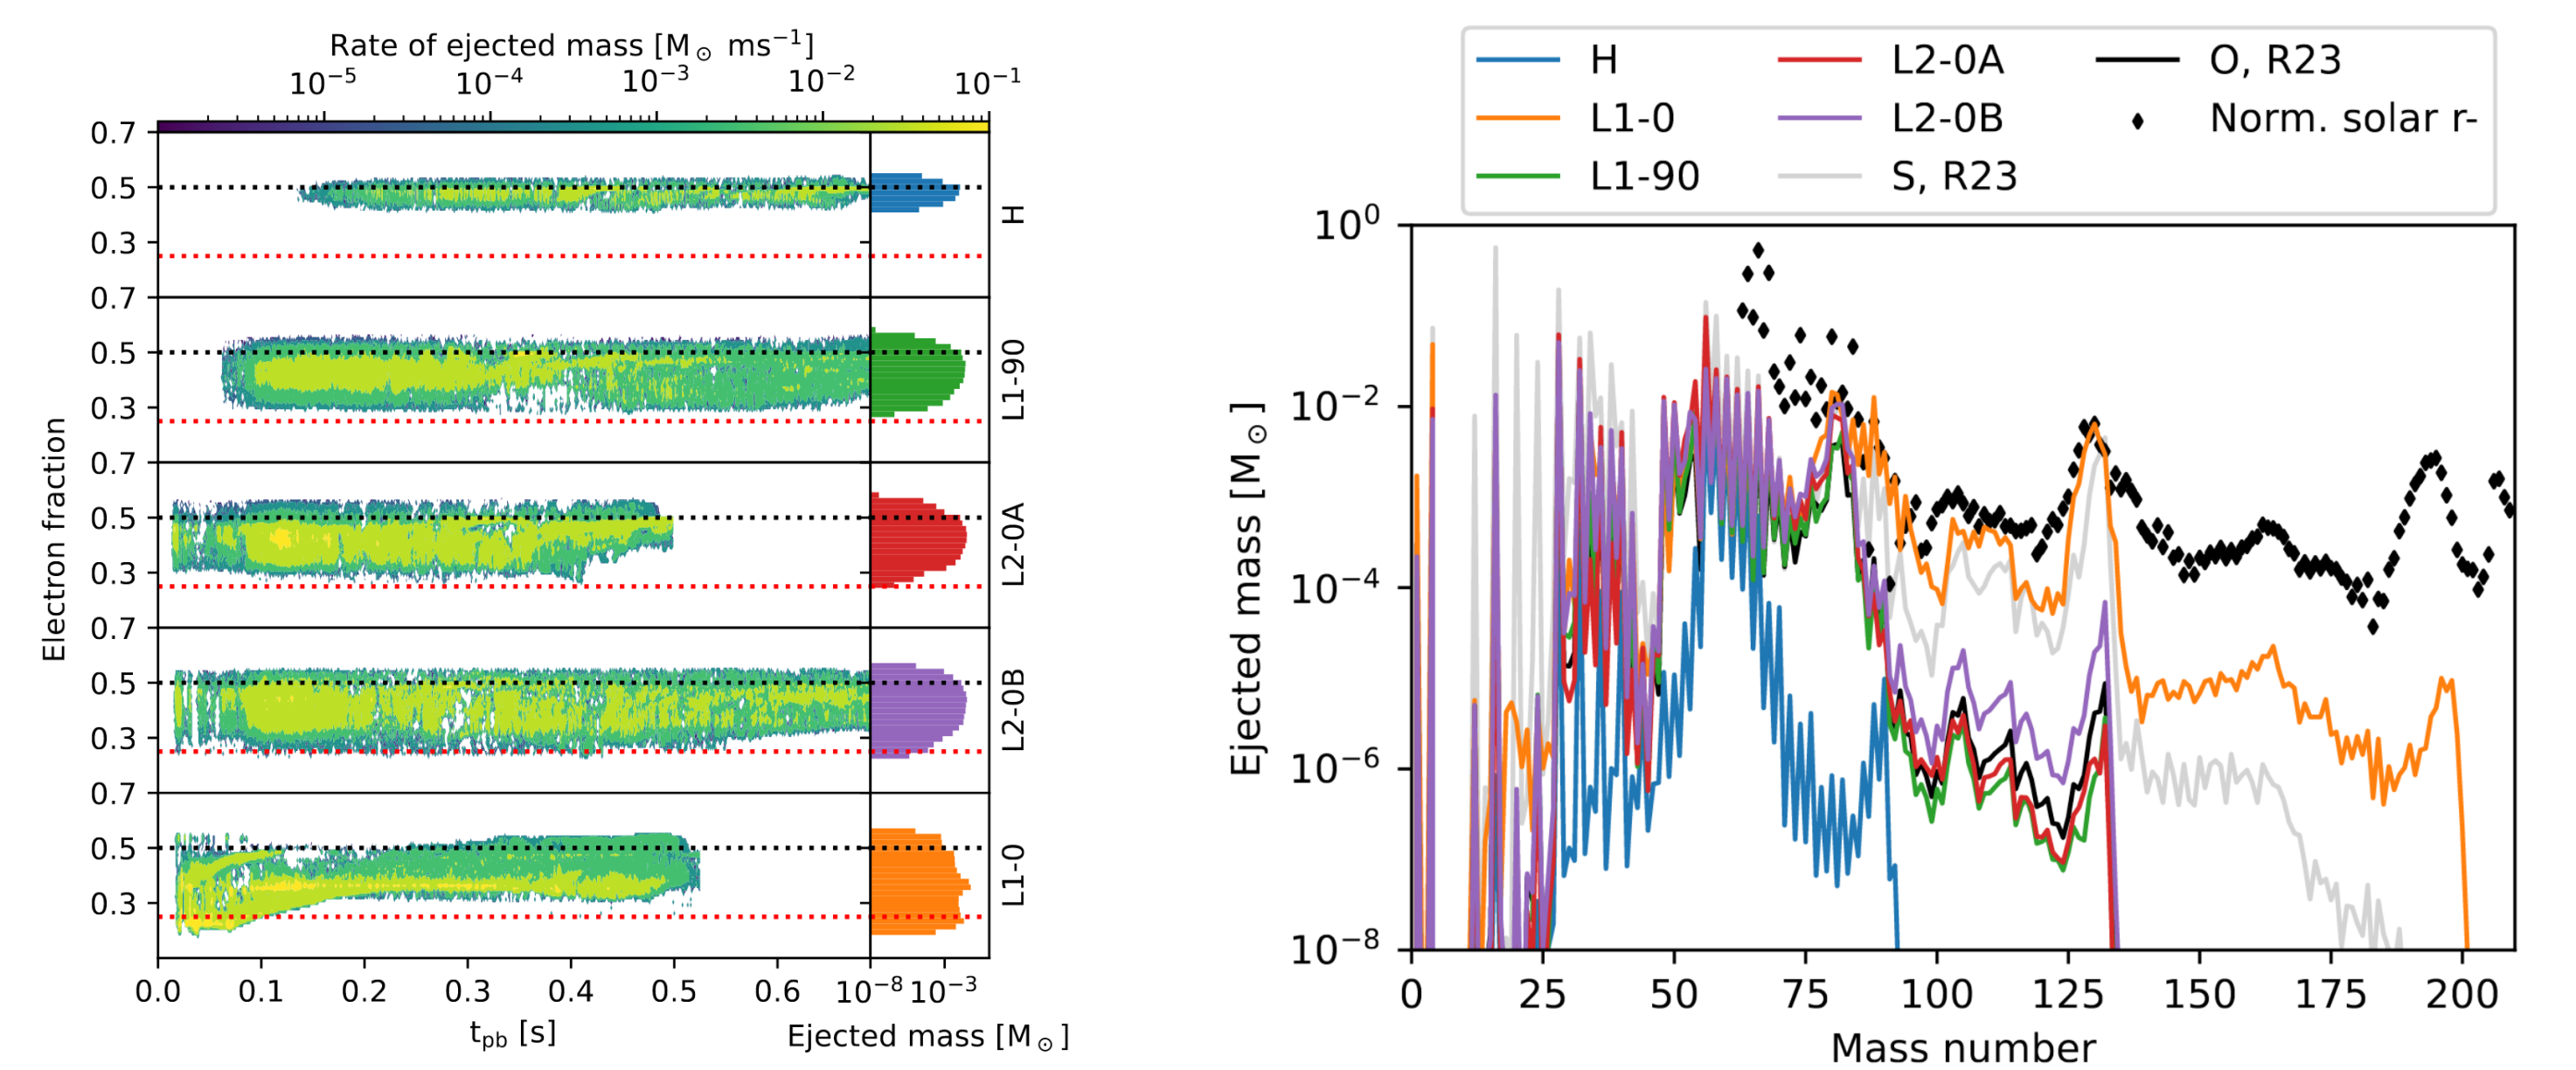 Rate of ejected mass [M⊙ ms⁻¹]
10⁻⁵ 10⁻⁴ 10⁻³ 10⁻² 10⁻¹
0.7
0.5
0.3
H
0.7
0.5
0.3
L1-90
0.7
0.5
0.3
L2-0A
0.7
0.5
0.3
L2-0B
0.7
0.5
0.3
L1-0
Electron fraction
0.0 0.1 0.2 0.3 0.4 0.5 0.6 10⁻⁸ 10⁻³
t_pb [s] Ejected mass [M⊙]
H L2-0A O, R23
L1-0 L2-0B Norm. solar r-
L1-90 S, R23
10⁰
10⁻²
10⁻⁴
10⁻⁶
10⁻⁸
Ejected mass [M⊙]
0 25 50 75 100 125 150 175 200
Mass number